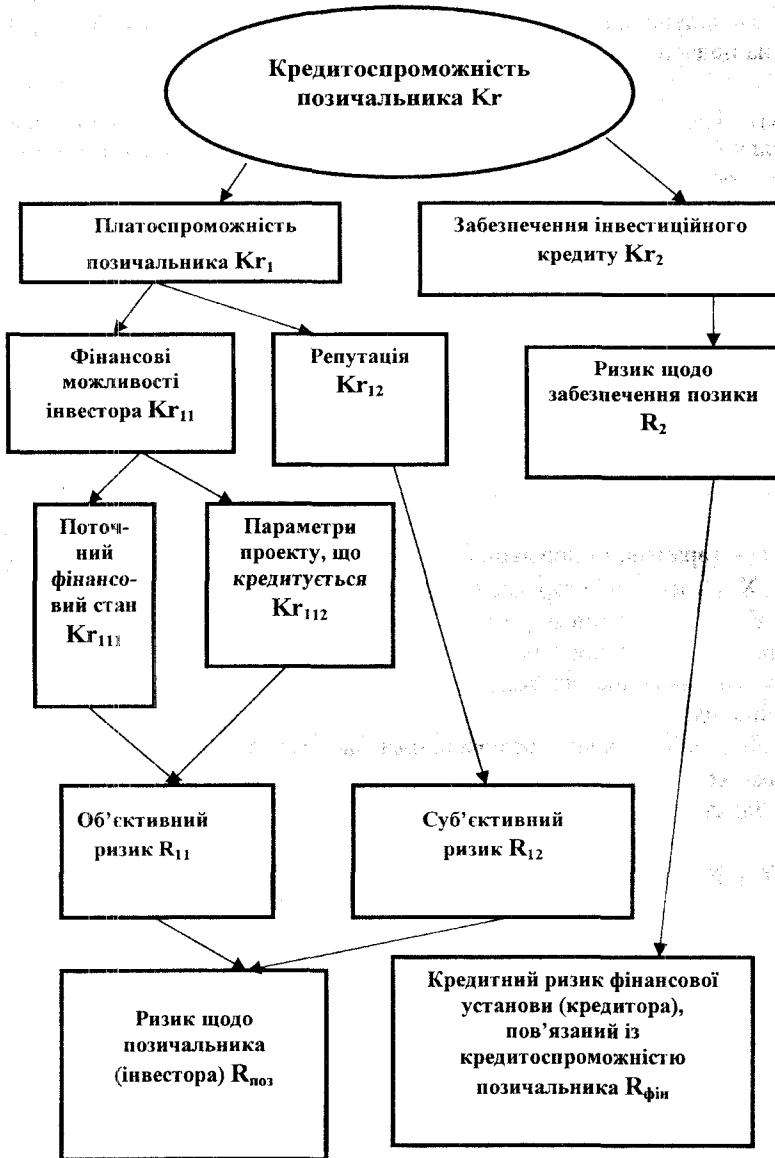 Кредитоспроможність
позичальника Kr
Платоспроможність
позичальника Kr₁
Забезпечення інвестиційного
кредиту Kr₂
Фінансові
можливості
інвестора Kr₁₁
Репутація
Kr₁₂
Ризик щодо
забезпечення позики
R₂
Поточ-
ний
фінансо-
вий стан
Kr₁₁₁
Параметри
проекту, що
кредитується
Kr₁₁₂
Об’єктивний
ризик R₁₁
Суб’єктивний
ризик R₁₂
Ризик щодо
позичальника
(інвестора) Rпоз
Кредитний ризик фінансової
установи (кредитора),
пов’язаний із
кредитоспроможністю
позичальника Rфін